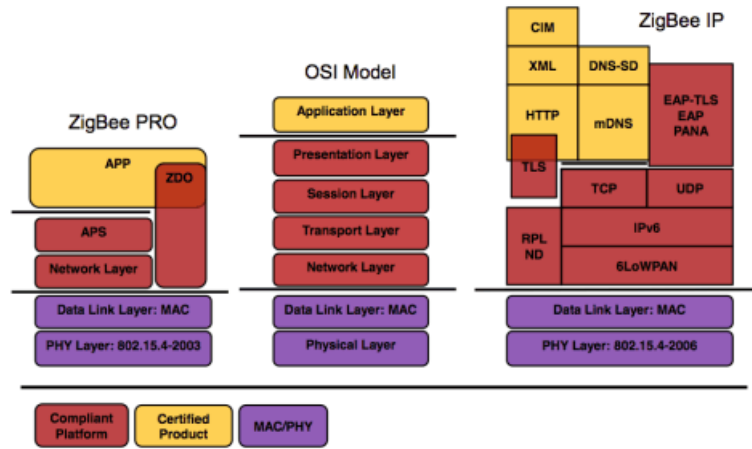 ZigBee PRO
APP
ZDO
APS
Network Layer
Data Link Layer: MAC
PHY Layer: 802.15.4-2003
OSI Model
Application Layer
Presentation Layer
Session Layer
Transport Layer
Network Layer
Data Link Layer: MAC
Physical Layer
ZigBee IP
CIM
XML
DNS-SD
HTTP
mDNS
EAP-TLS
EAP
PANA
TLS
TCP
UDP
RPL
ND
IPv6
6LoWPAN
Data Link Layer: MAC
PHY Layer: 802.15.4-2006
Compliant
Platform
Certified
Product
MAC/PHY